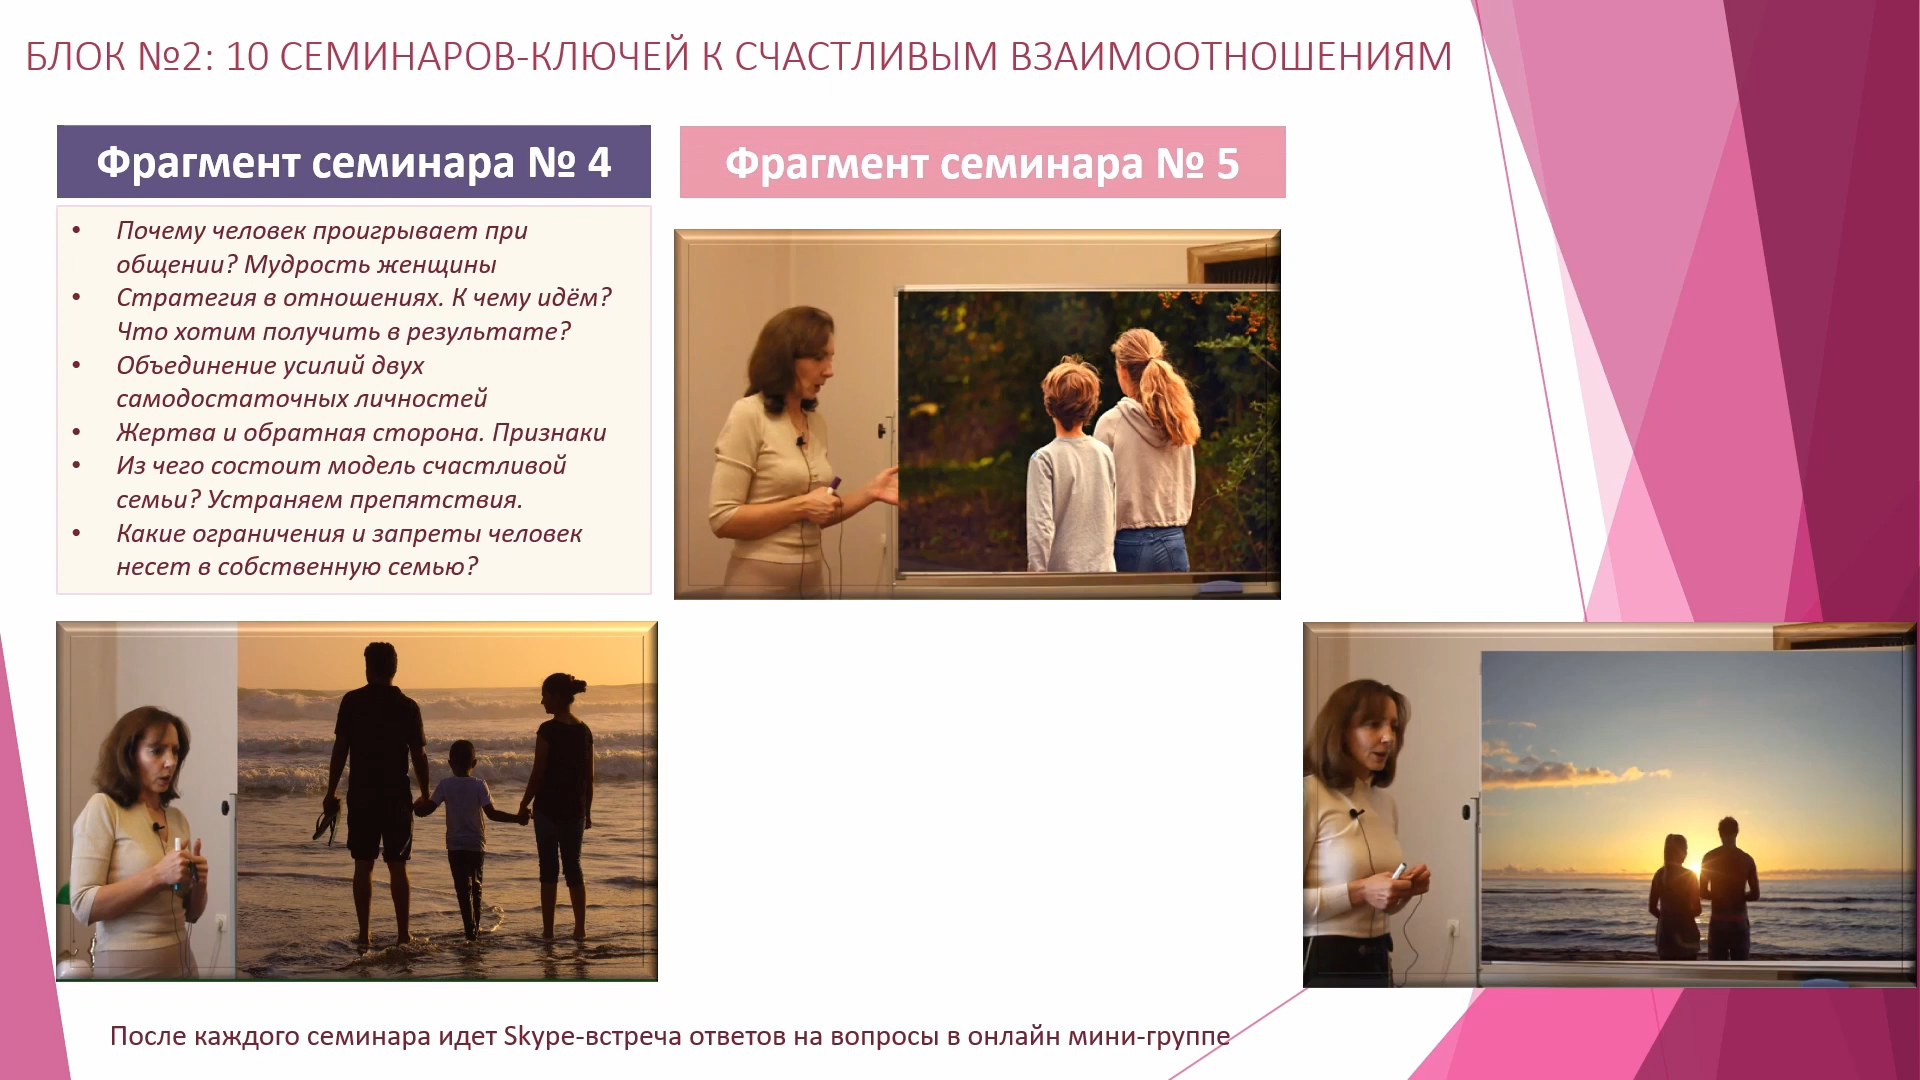 БЛОК №2: 10 СЕМИНАРОВ-КЛЮЧЕЙ К СЧАСТЛИВЫМ ВЗАИМООТНОШЕНИЯМ
Фрагмент семинара № 4
• Почему человек проигрывает при
общении? Мудрость женщины
• Стратегия в отношениях. К чему идём?
Что хотим получить в результате?
• Объединение усилий двух
самодостаточных личностей
• Жертва и обратная сторона. Признаки
• Из чего состоит модель счастливой
семьи? Устраняем препятствия.
• Какие ограничения и запреты человек
несет в собственную семью?
Фрагмент семинара № 5
После каждого семинара идет Skype-встреча ответов на вопросы в онлайн мини-группе